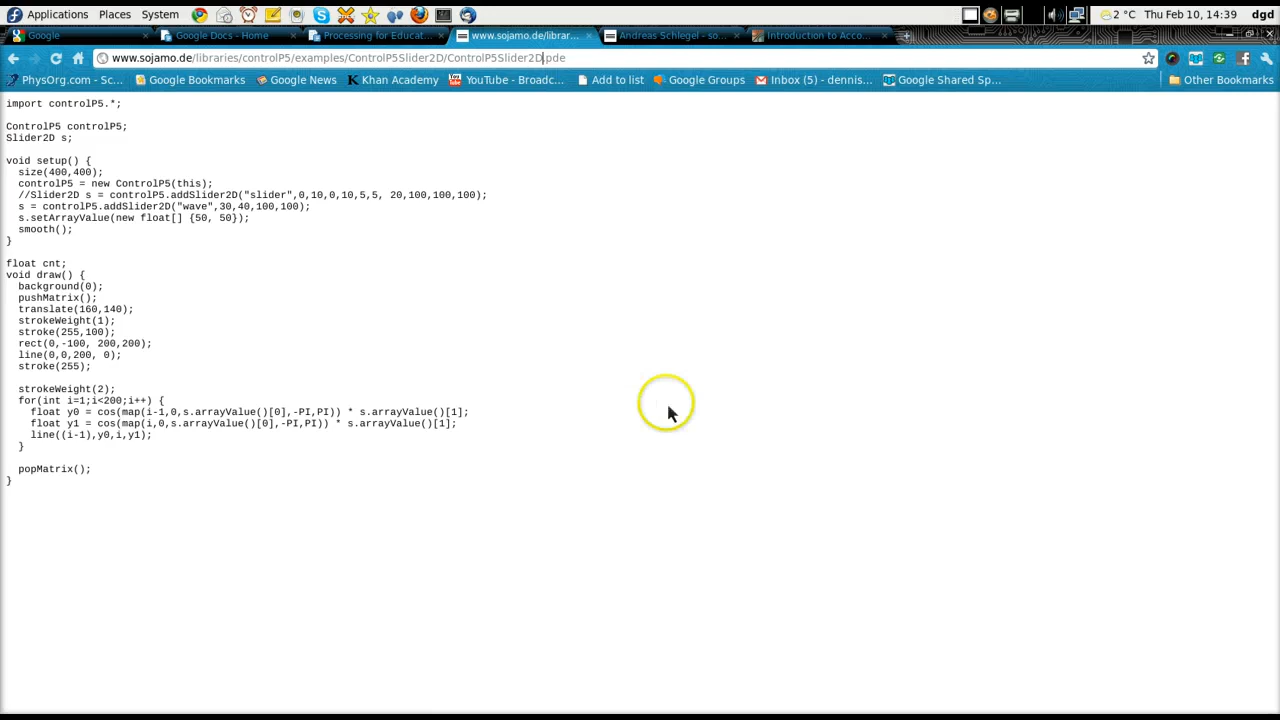 Applications Places System 2 °C Thu Feb 10, 14:39 dgd
Google Google Docs - Home Processing for Educat... www.sojamo.de/librar... Andreas Schlegel - so... Introduction to Acco...
www.sojamo.de/libraries/controlP5/examples/ControlP5Slider2D/ControlP5Slider2D.pde
PhysOrg.com - Sc... Google Bookmarks Google News Khan Academy YouTube - Broadc... Add to list Google Groups Inbox (5) - dennis... Google Shared Spac... Other Bookmarks
import controlP5.*;
ControlP5 controlP5;
Slider2D s;
void setup() {
size(400,400);
controlP5 = new ControlP5(this);
//Slider2D s = controlP5.addSlider2D("slider",0,10,0,10,5,5, 20,100,100,100);
s = controlP5.addSlider2D("wave",30,40,100,100);
s.setArrayValue(new float[] {50, 50});
smooth();
}
float cnt;
void draw() {
background(0);
pushMatrix();
translate(160,140);
strokeWeight(1);
stroke(255,100);
rect(0,-100, 200,200);
line(0,0,200, 0);
stroke(255);
strokeWeight(2);
for(int i=1;i<200;i++) {
float y0 = cos(map(i-1,0,s.arrayValue()[0],-PI,PI)) * s.arrayValue()[1];
float y1 = cos(map(i,0,s.arrayValue()[0],-PI,PI)) * s.arrayValue()[1];
line((i-1),y0,i,y1);
}
popMatrix();
}